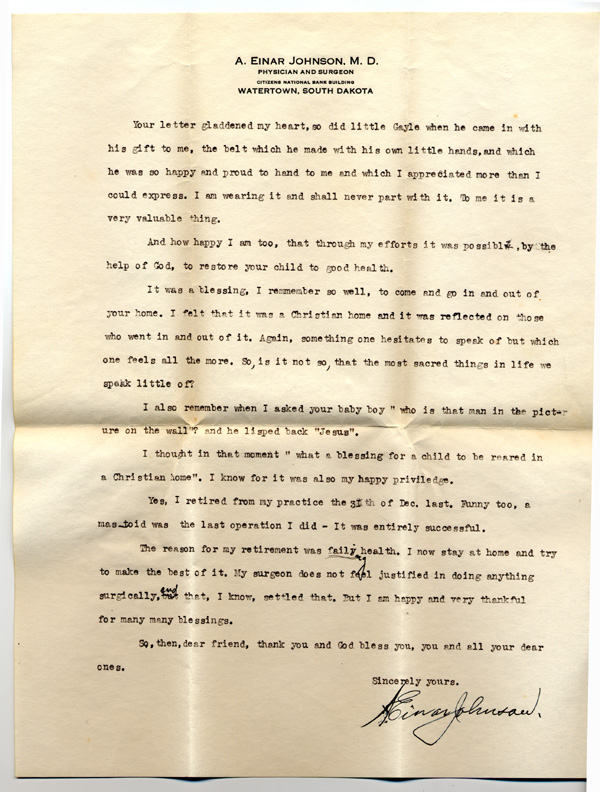 A. EINAR JOHNSON, M. D.
PHYSICIAN AND SURGEON
CITIZENS NATIONAL BANK BUILDING
WATERTOWN, SOUTH DAKOTA
Your letter gladdened my heart, so did little Gayle when he came in with
his gift to me, the belt which he made with his own little hands, and which
he was so happy and proud to hand to me and which I appreciated more than I
could express. I am wearing it and shall never part with it. To me it is a
very valuable thing.
And how happy I am too, that through my efforts it was possible, by the
help of God, to restore your child to good health.
It was a blessing, I remmember so well, to come and go in and out of
your home. I felt that it was a Christian home and it was reflected on those
who went in and out of it. Again, something one hesitates to speak of but which
one feels all the more. So, is it not so, that the most sacred things in life we
speak little of?
I also remember when I asked your baby boy " who is that man in the pict-
ure on the wall"? and he lisped back "Jesus".
I thought in that moment " what a blessing for a child to be reared in
a Christian home". I know for it was also my happy priviledge.
Yes, I retired from my practice the 31th of Dec. last. Funny too, a
mastoid was the last operation I did - It was entirely successful.
The reason for my retirement was failing health. I now stay at home and try
to make the best of it. My surgeon does not feel justified in doing anything
surgically, and that, I know, settled that. But I am happy and very thankful
for many many blessings.
So, then, dear friend, thank you and God bless you, you and all your dear
ones.
Sincerely yours.
A. Einar Johnson.